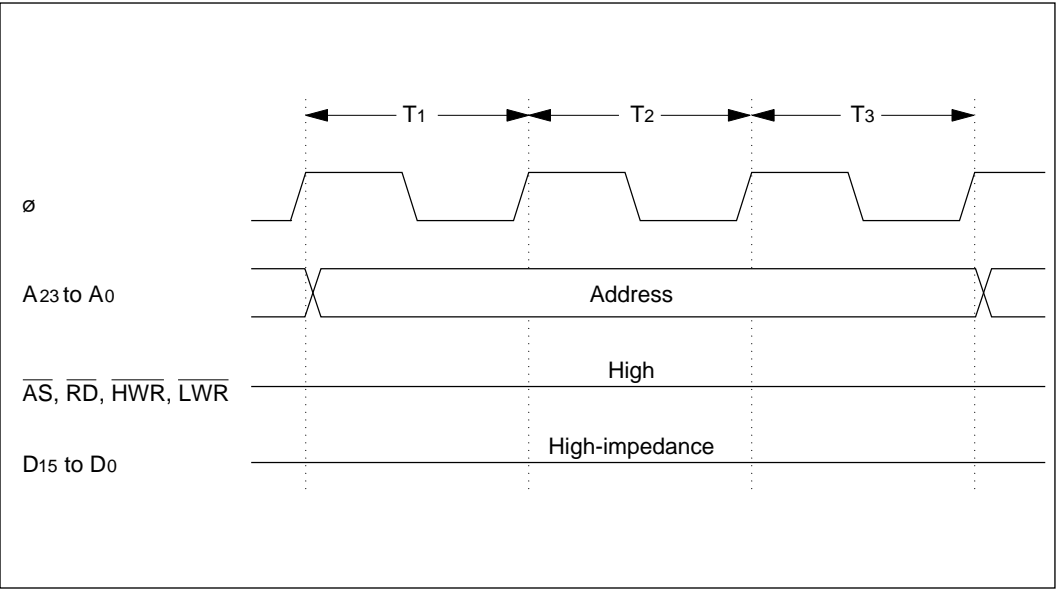 T1 T2 T3
ø
A23 to A0 Address
High
AS, RD, HWR, LWR
High-impedance
D15 to D0